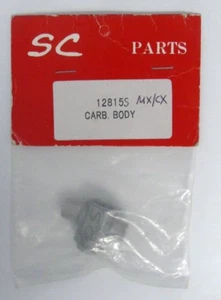 SC PARTS
12815S MX/CX
CARB. BODY